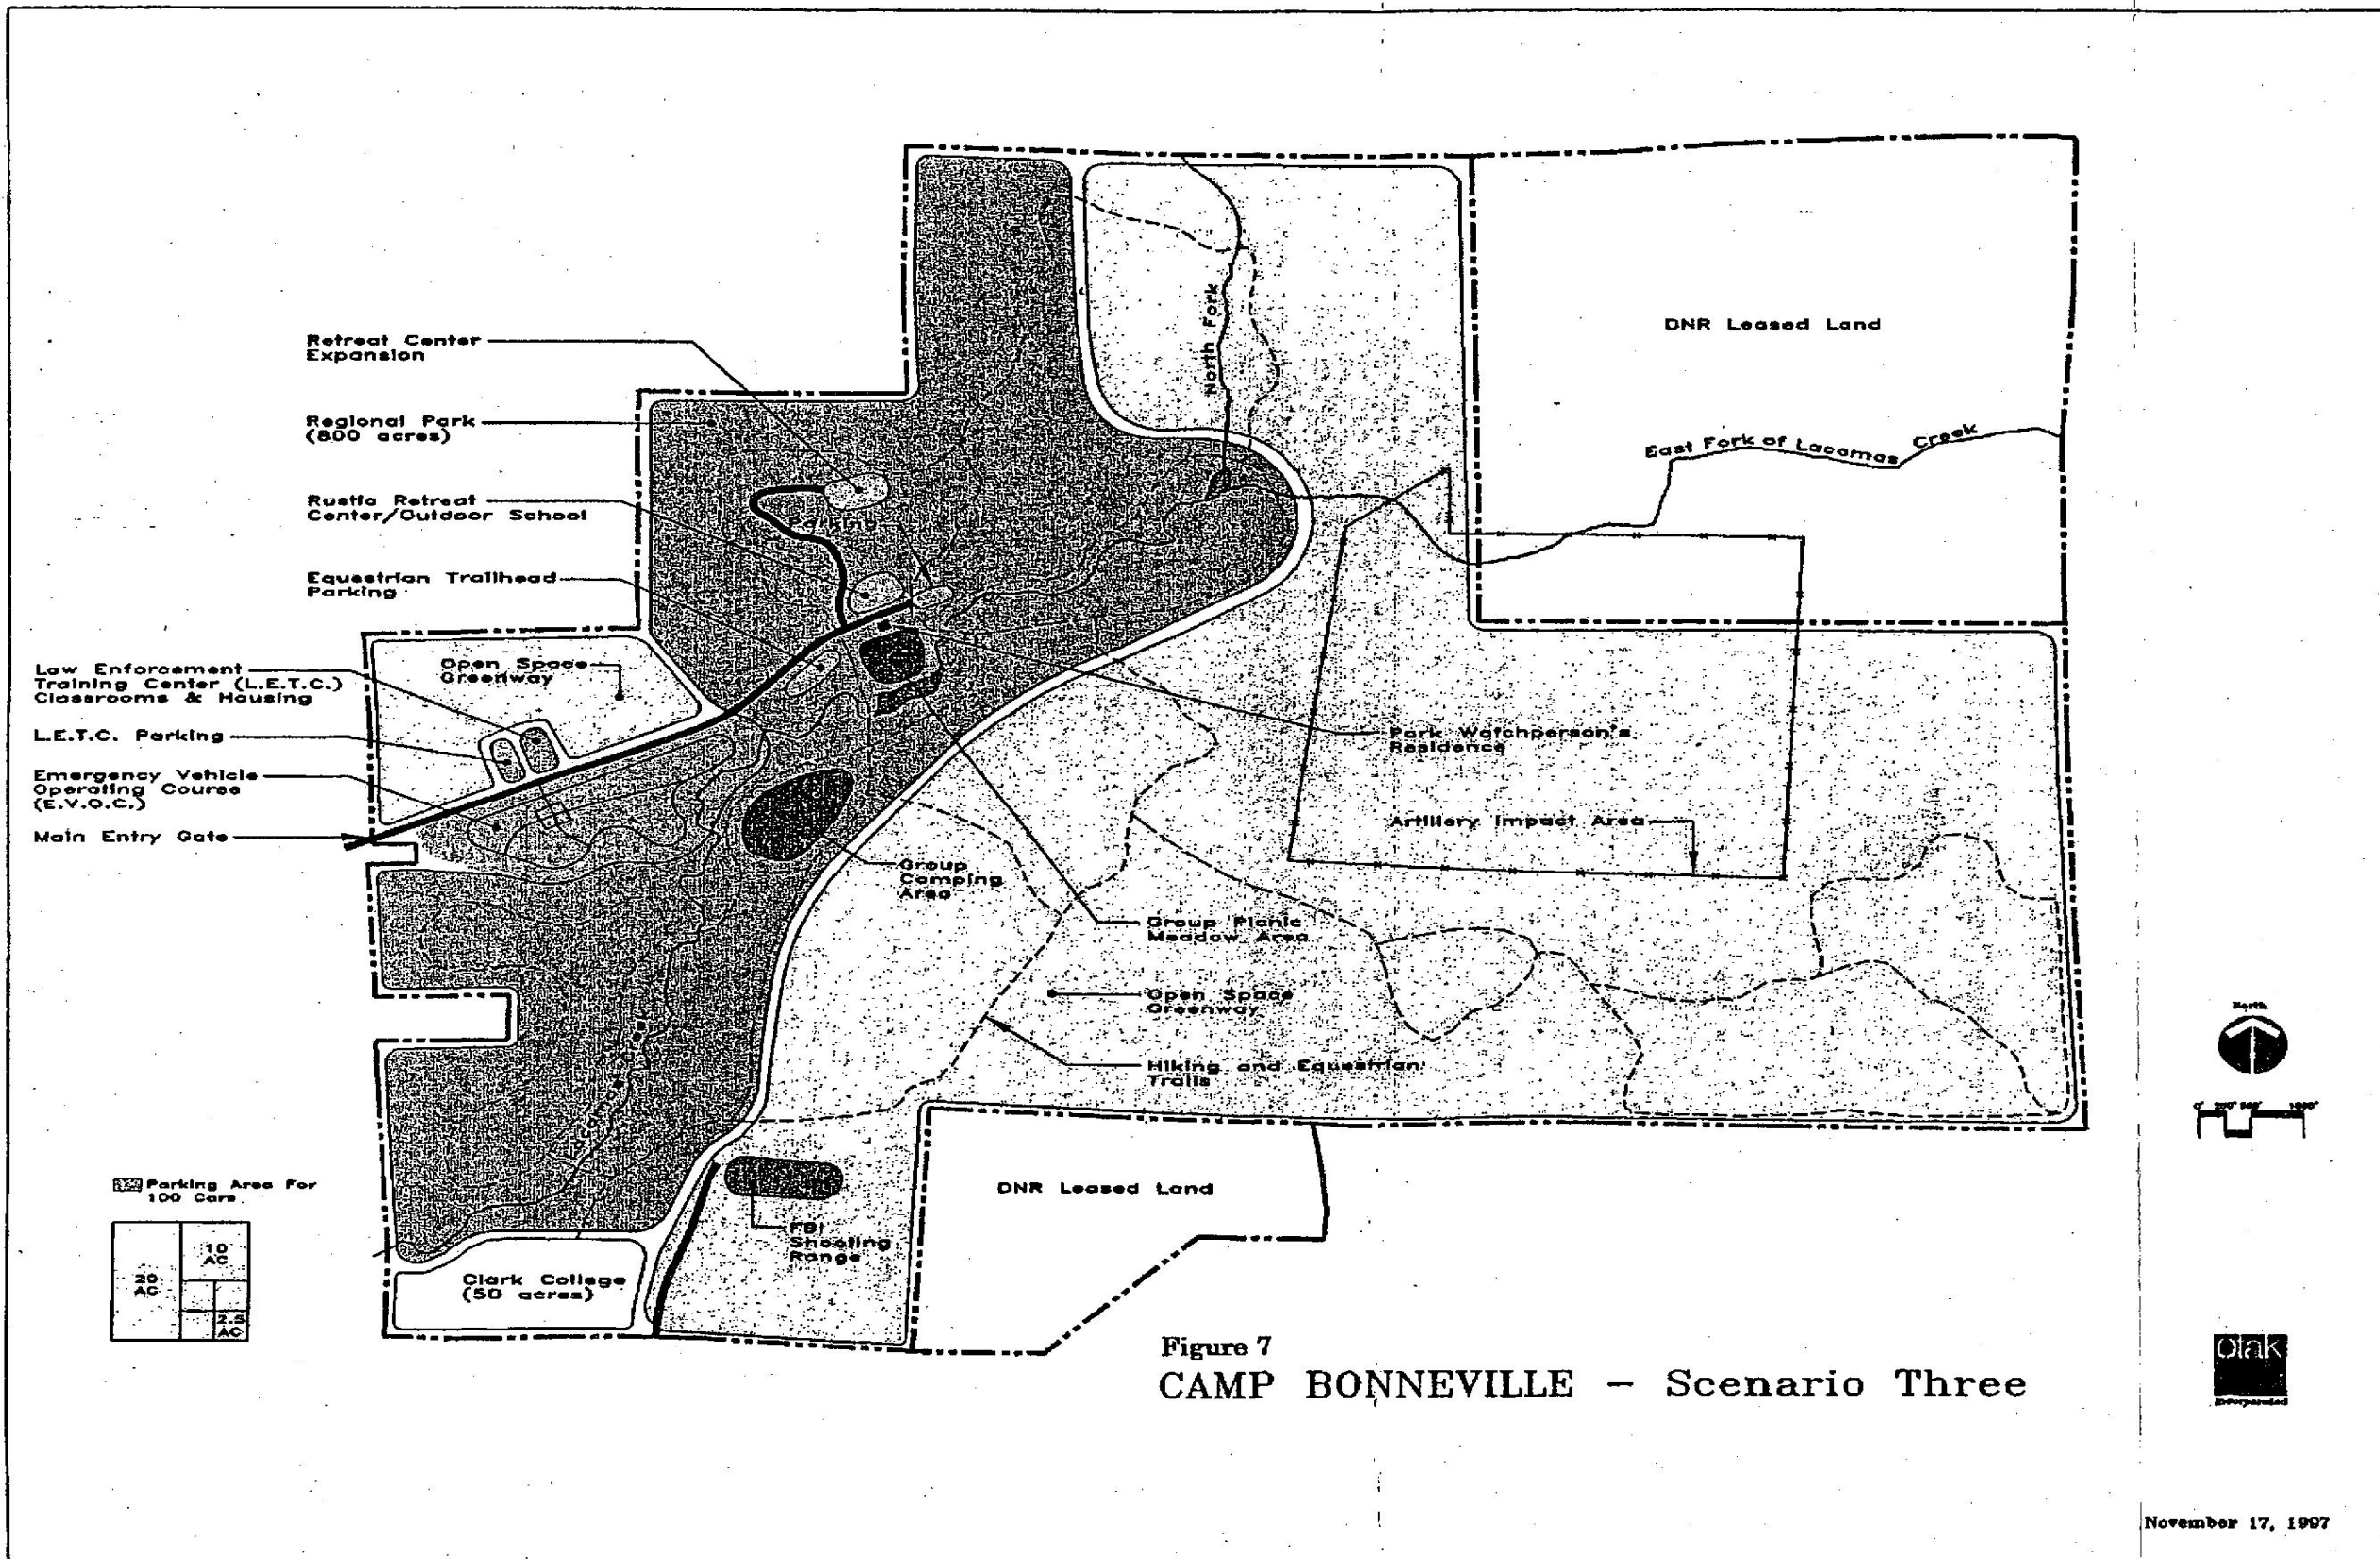 Retreat Center
Expansion
Regional Park
(800 acres)
Rustic Retreat
Center/Outdoor School
Parking
Equestrian Trailhead
Parking
Law Enforcement
Training Center (L.E.T.C.)
Classrooms & Housing
L.E.T.C. Parking
Emergency Vehicle
Operating Course
(E.V.O.C.)
Main Entry Gate
Open Space
Greenway
North Fork
DNR Leased Land
East Fork of Lacamas Creek
Park Watchperson's
Residence
Artillery Impact Area
Group
Camping
Area
Group Picnic
Meadow Area
Open Space
Greenway
Hiking and Equestrian
Trails
DNR Leased Land
FBI
Shooting
Range
Clark College
(50 acres)
Parking Area For
100 Cars
20
AC
10
AC
2.5
AC
North
Figure 7
CAMP BONNEVILLE – Scenario Three
otak
Incorporated
November 17, 1997